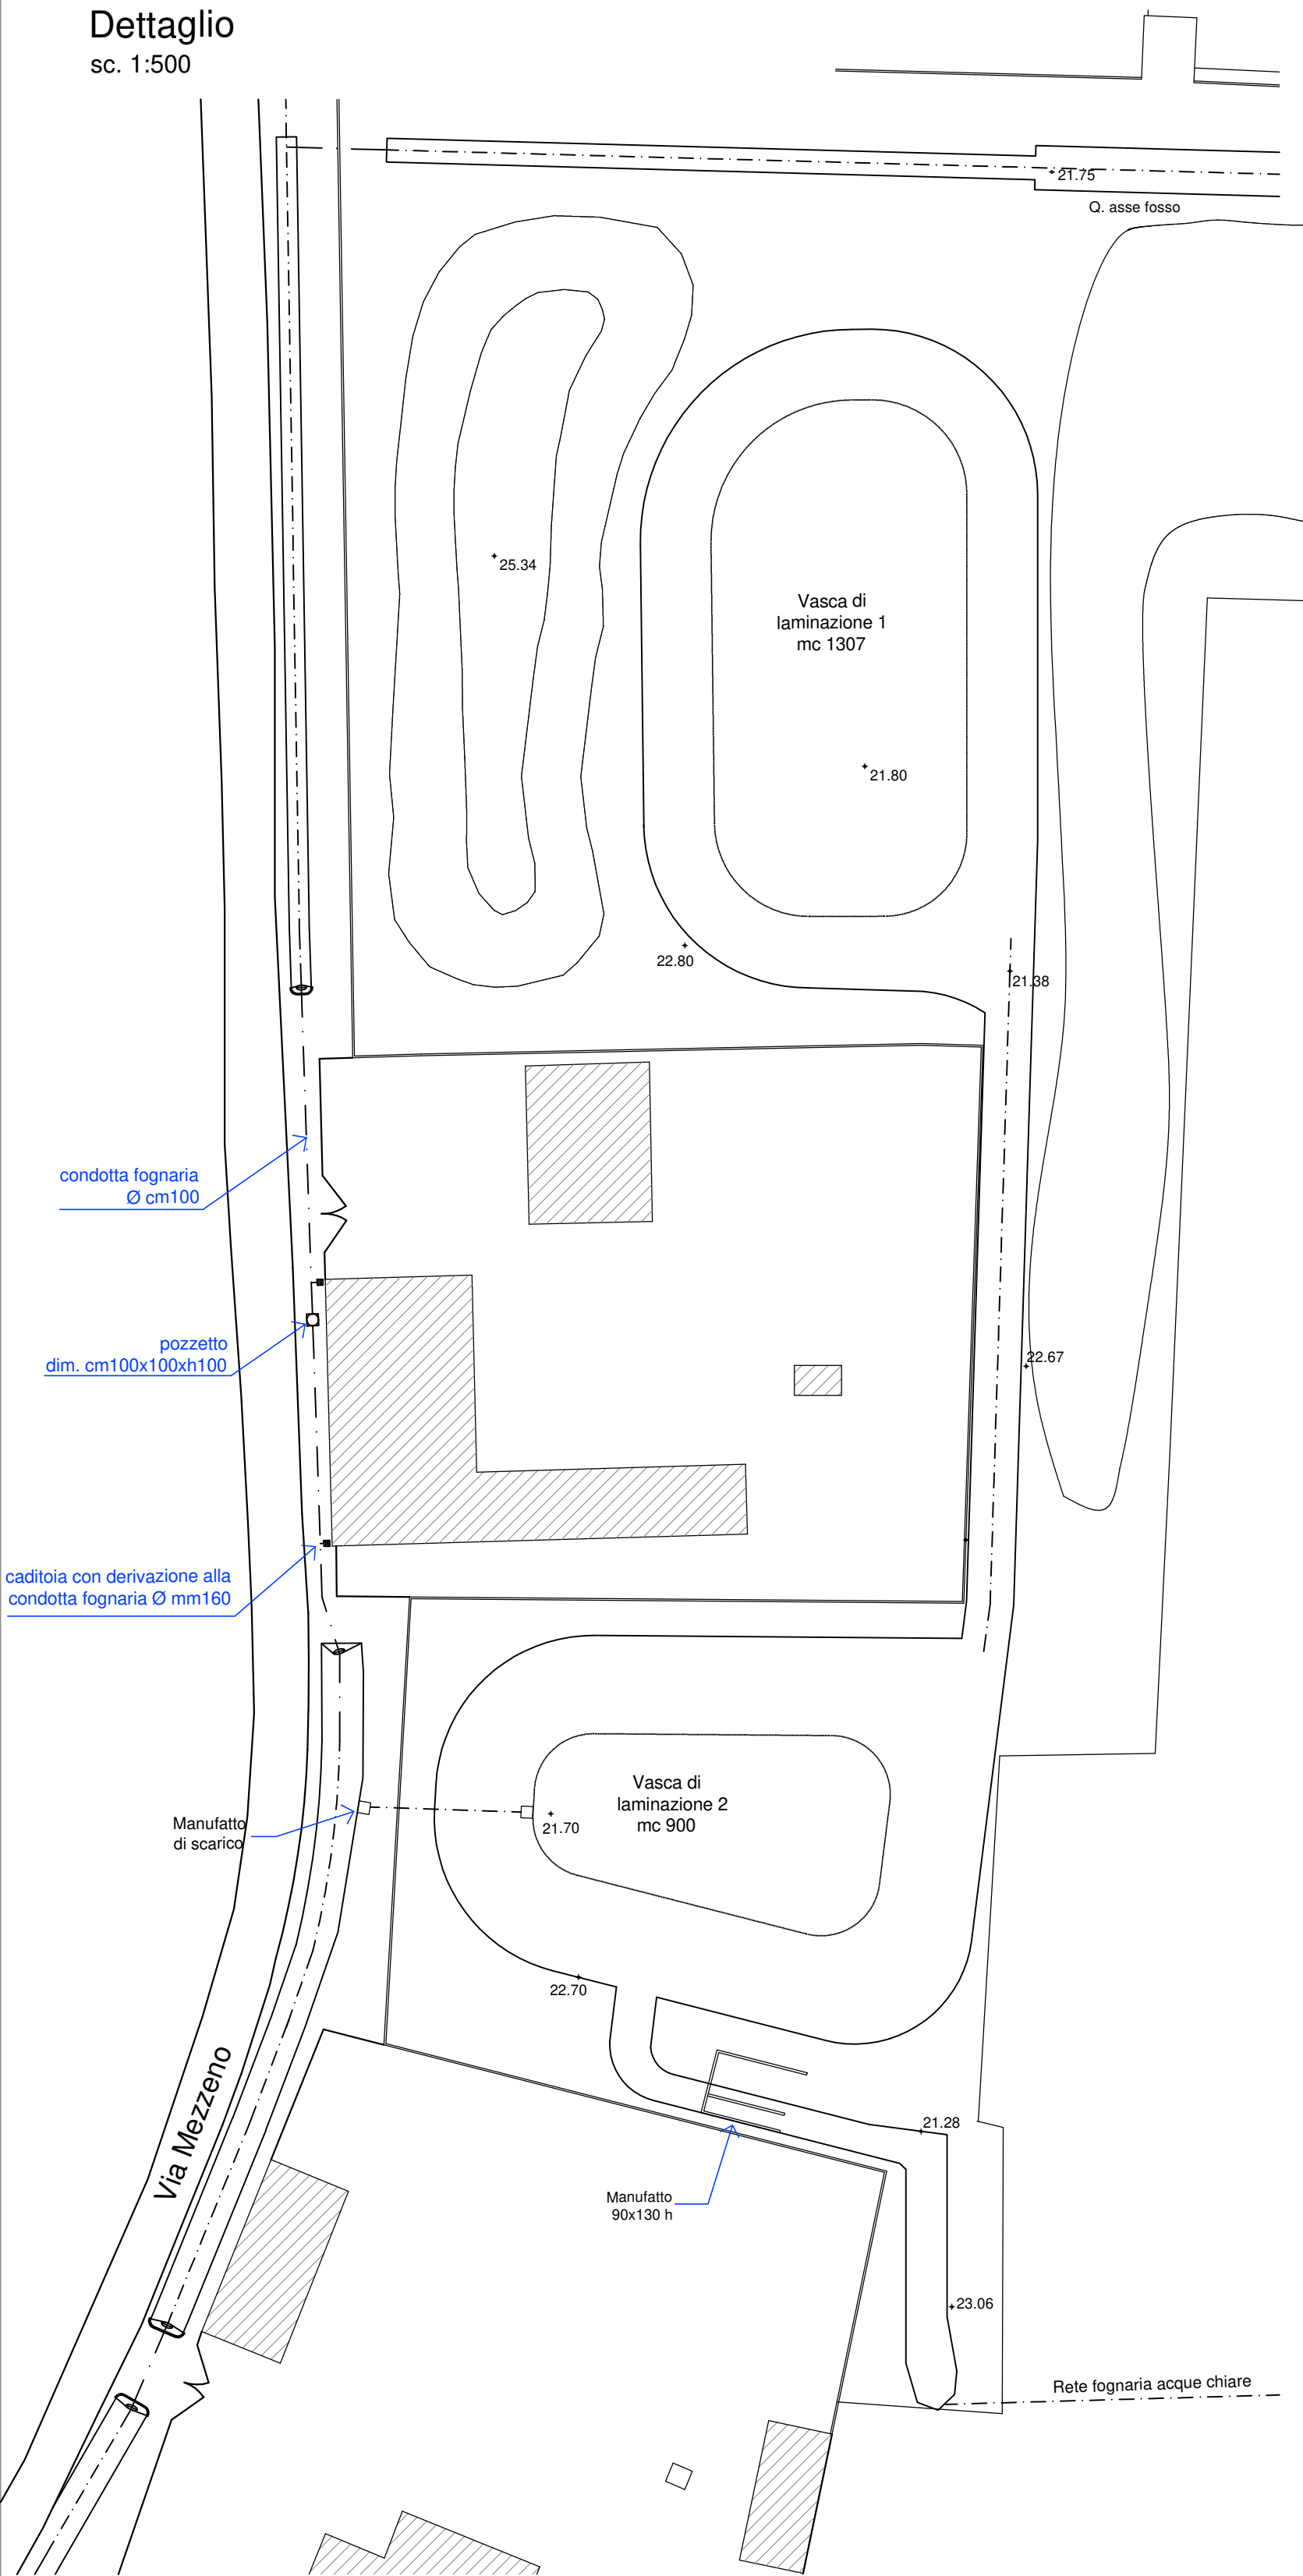 Dettaglio
sc. 1:500
21.75
Q. asse fosso
25.34
Vasca di
laminazione 1
mc 1307
21.80
22.80
21.38
condotta fognaria
Ø cm100
pozzetto
dim. cm100x100xh100
22.67
caditoia con derivazione alla
condotta fognaria Ø mm160
Vasca di
laminazione 2
mc 900
21.70
Manufatto
di scarico
22.70
Via Mezzeno
21.28
Manufatto
90x130 h
23.06
Rete fognaria acque chiare